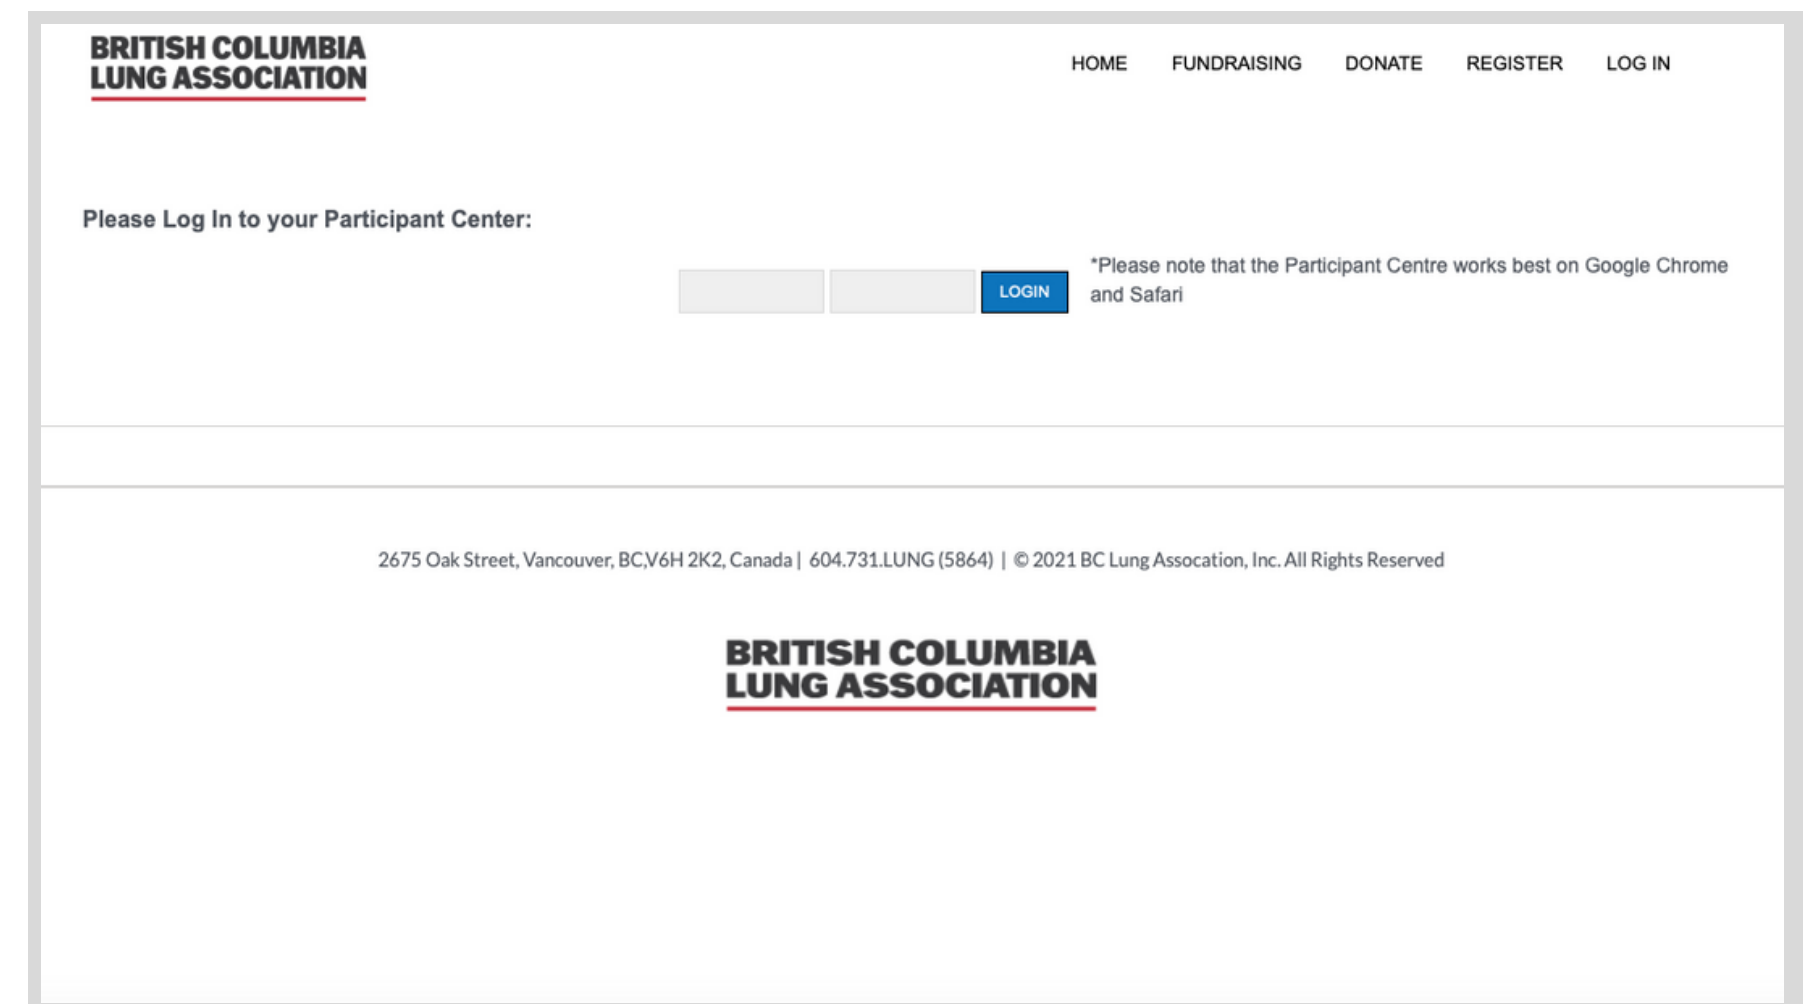 BRITISH COLUMBIA
LUNG ASSOCIATION
HOME FUNDRAISING DONATE REGISTER LOG IN
Please Log In to your Participant Center:
LOGIN
*Please note that the Participant Centre works best on Google Chrome
and Safari
2675 Oak Street, Vancouver, BC,V6H 2K2, Canada | 604.731.LUNG (5864) | © 2021 BC Lung Assocation, Inc. All Rights Reserved
BRITISH COLUMBIA
LUNG ASSOCIATION